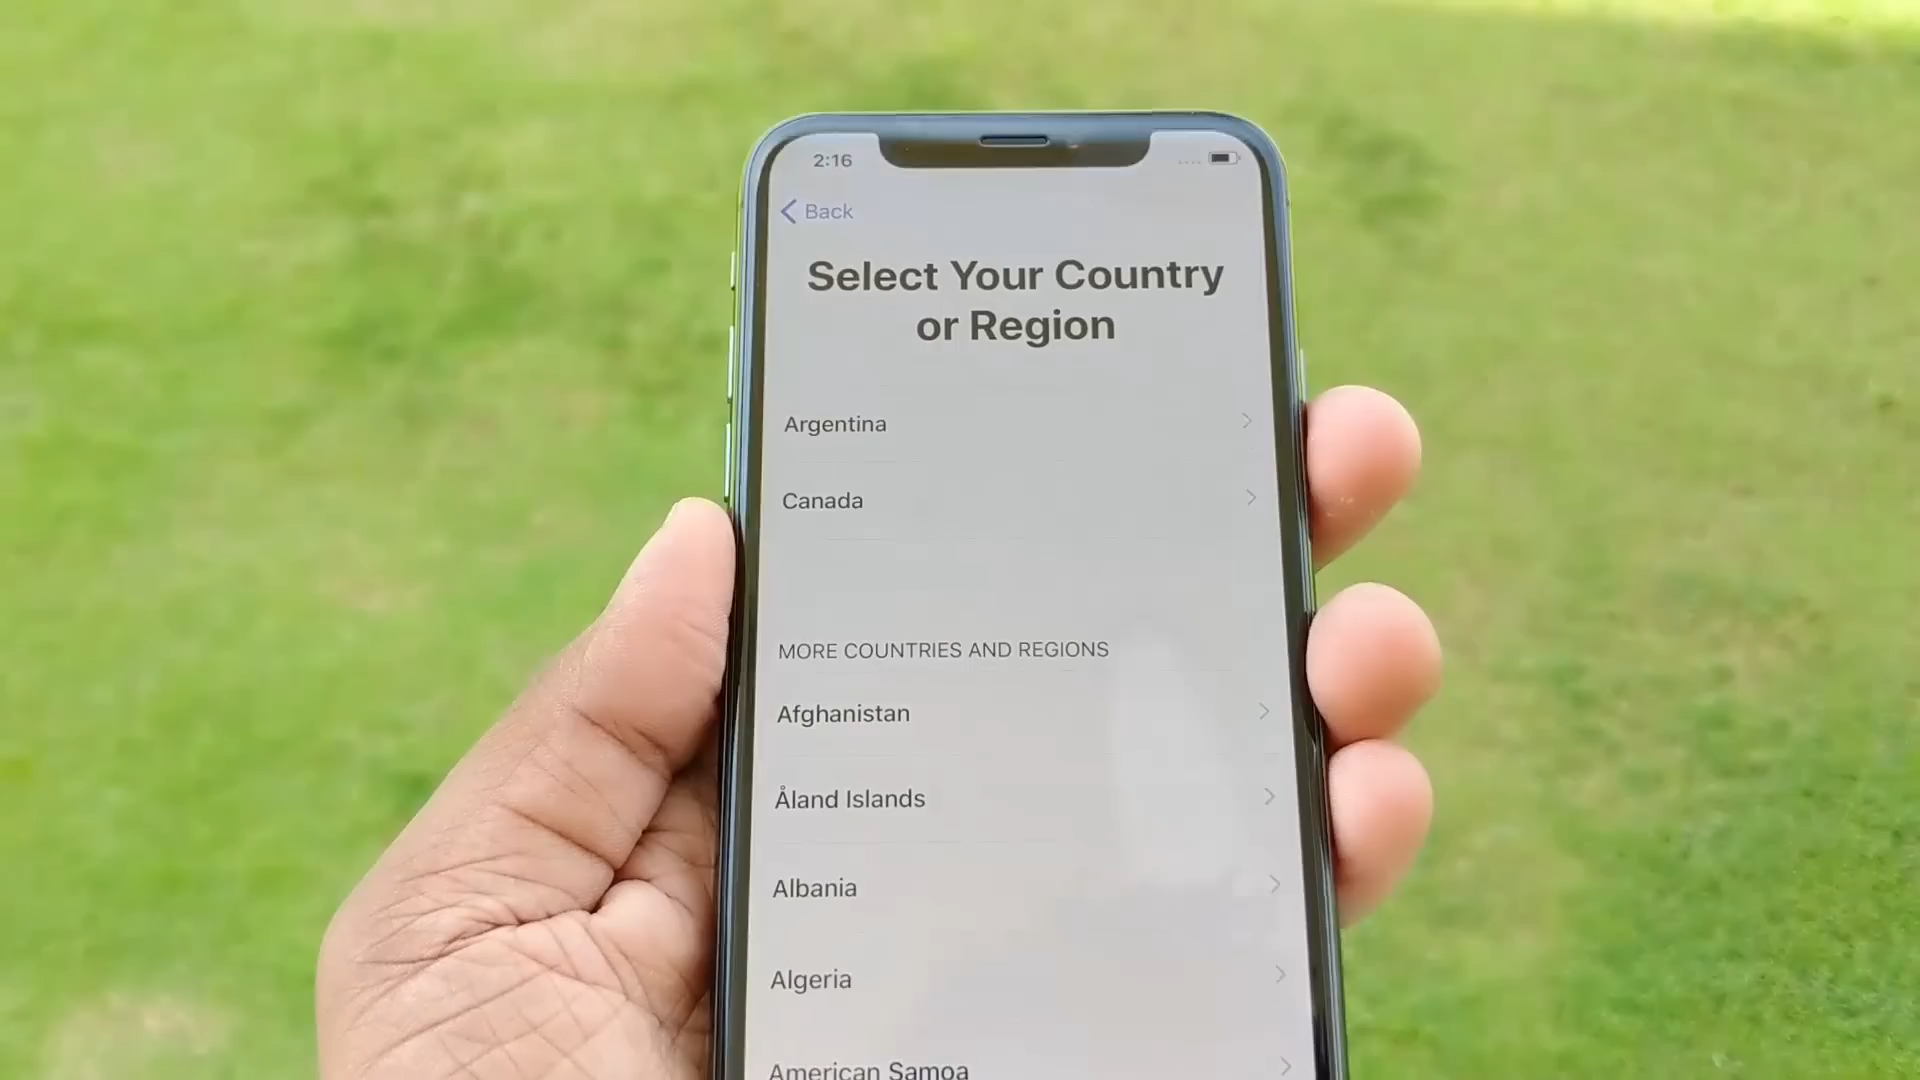 2:16
Back
Select Your Country
or Region
Argentina
Canada
MORE COUNTRIES AND REGIONS
Afghanistan
Åland Islands
Albania
Algeria
American Samoa